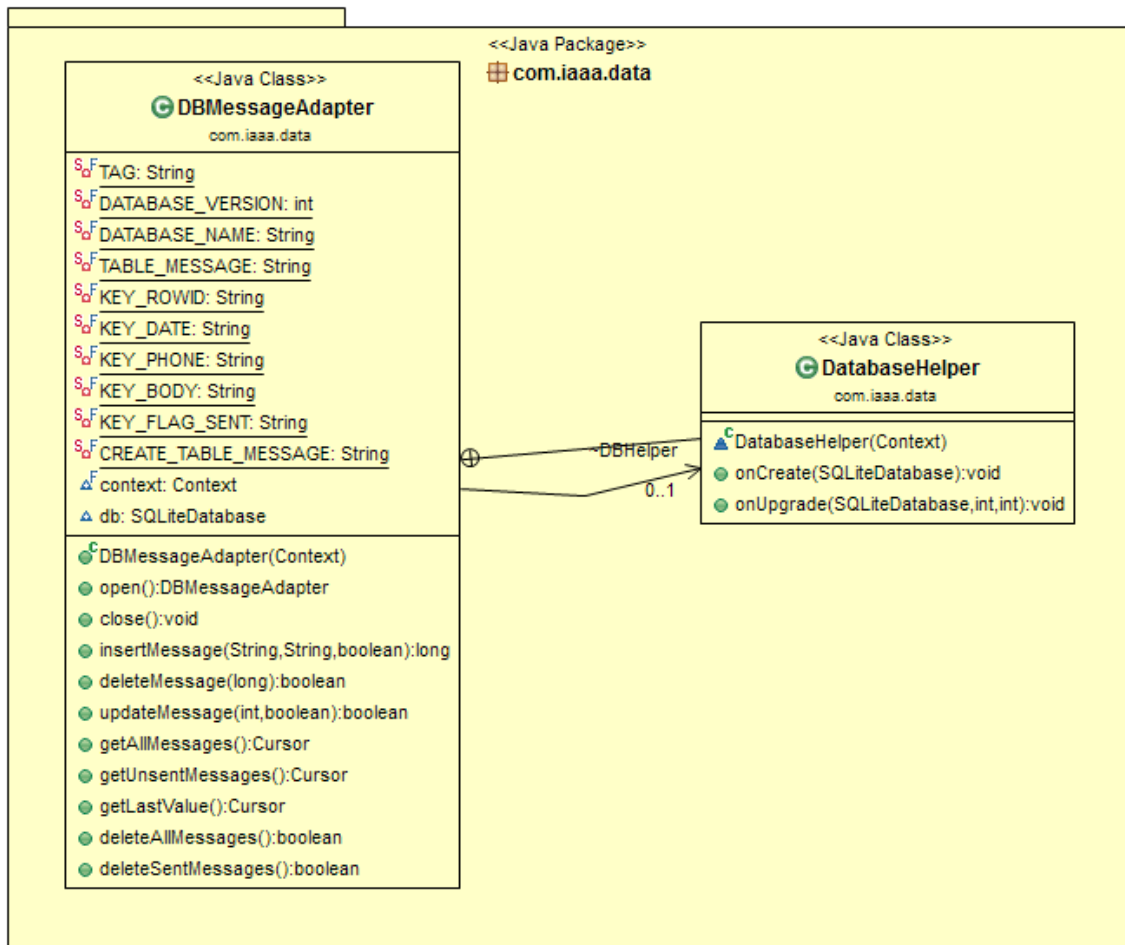 <<Java Package>>
com.iaaa.data
<<Java Class>>
DBMessageAdapter
com.iaaa.data
TAG: String
DATABASE_VERSION: int
DATABASE_NAME: String
TABLE_MESSAGE: String
KEY_ROWID: String
KEY_DATE: String
KEY_PHONE: String
KEY_BODY: String
KEY_FLAG_SENT: String
CREATE_TABLE_MESSAGE: String
context: Context
db: SQLiteDatabase
DBMessageAdapter(Context)
open():DBMessageAdapter
close():void
insertMessage(String,String,boolean):long
deleteMessage(long):boolean
updateMessage(int,boolean):boolean
getAllMessages():Cursor
getUnsentMessages():Cursor
getLastValue():Cursor
deleteAllMessages():boolean
deleteSentMessages():boolean
~DBHelper
0..1
<<Java Class>>
DatabaseHelper
com.iaaa.data
DatabaseHelper(Context)
onCreate(SQLiteDatabase):void
onUpgrade(SQLiteDatabase,int,int):void